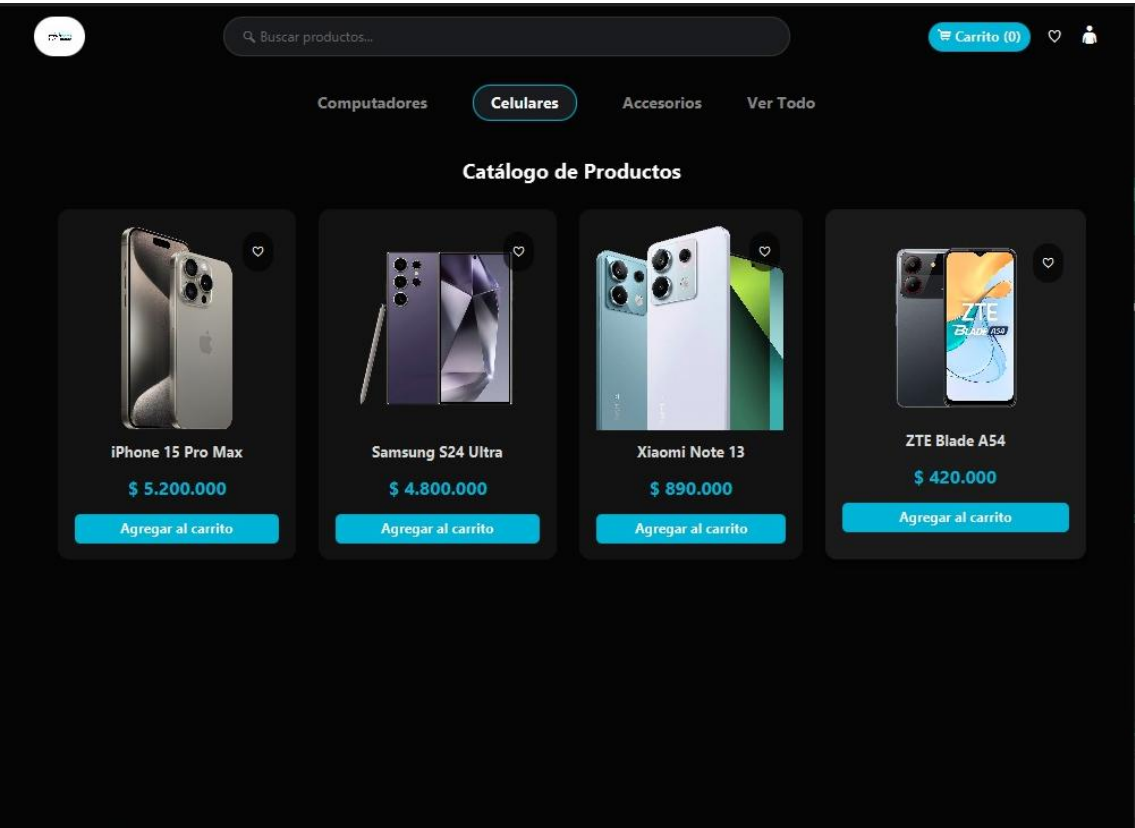 Buscar productos...
Carrito (0)
Computadores
Celulares
Accesorios
Ver Todo
Catálogo de Productos
ZTE
BLADE A54
iPhone 15 Pro Max
Samsung S24 Ultra
Xiaomi Note 13
ZTE Blade A54
$ 5.200.000
$ 4.800.000
$ 890.000
$ 420.000
Agregar al carrito
Agregar al carrito
Agregar al carrito
Agregar al carrito